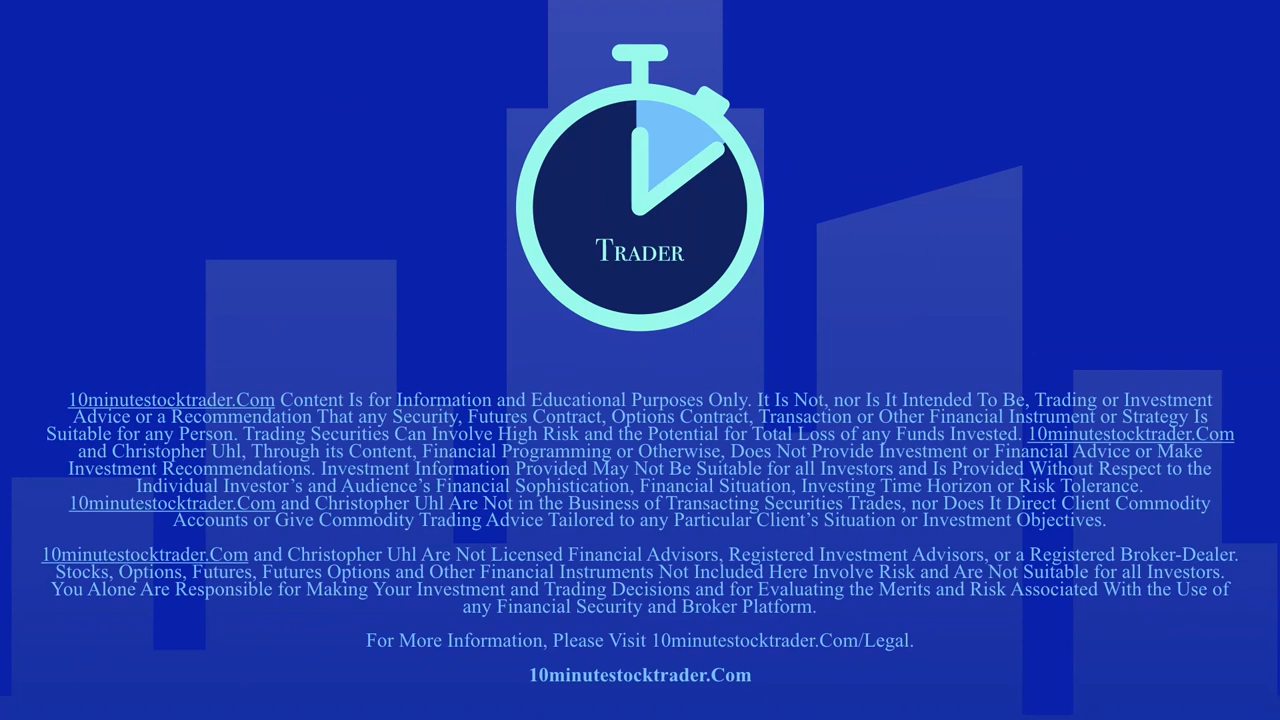 Trader
10minutestocktrader.Com Content Is for Information and Educational Purposes Only. It Is Not, nor Is It Intended To Be, Trading or Investment
Advice or a Recommendation That any Security, Futures Contract, Options Contract, Transaction or Other Financial Instrument or Strategy Is
Suitable for any Person. Trading Securities Can Involve High Risk and the Potential for Total Loss of any Funds Invested. 10minutestocktrader.Com
and Christopher Uhl, Through its Content, Financial Programming or Otherwise, Does Not Provide Investment or Financial Advice or Make
Investment Recommendations. Investment Information Provided May Not Be Suitable for all Investors and Is Provided Without Respect to the
Individual Investor’s and Audience’s Financial Sophistication, Financial Situation, Investing Time Horizon or Risk Tolerance.
10minutestocktrader.Com and Christopher Uhl Are Not in the Business of Transacting Securities Trades, nor Does It Direct Client Commodity
Accounts or Give Commodity Trading Advice Tailored to any Particular Client’s Situation or Investment Objectives.
10minutestocktrader.Com and Christopher Uhl Are Not Licensed Financial Advisors, Registered Investment Advisors, or a Registered Broker-Dealer.
Stocks, Options, Futures, Futures Options and Other Financial Instruments Not Included Here Involve Risk and Are Not Suitable for all Investors.
You Alone Are Responsible for Making Your Investment and Trading Decisions and for Evaluating the Merits and Risk Associated With the Use of
any Financial Security and Broker Platform.
For More Information, Please Visit 10minutestocktrader.Com/Legal.
10minutestocktrader.Com